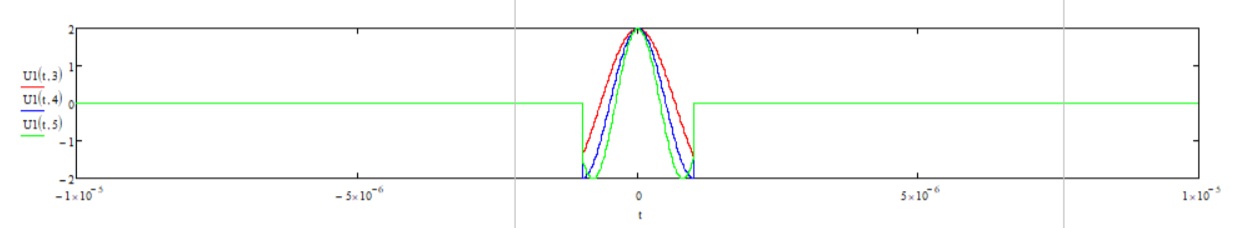 2
1
U1(t,3)
U1(t,4)
0
U1(t,5)
−1
−2
−1×10⁻⁵
−5×10⁻⁶
0
5×10⁻⁶
1×10⁻⁵
t